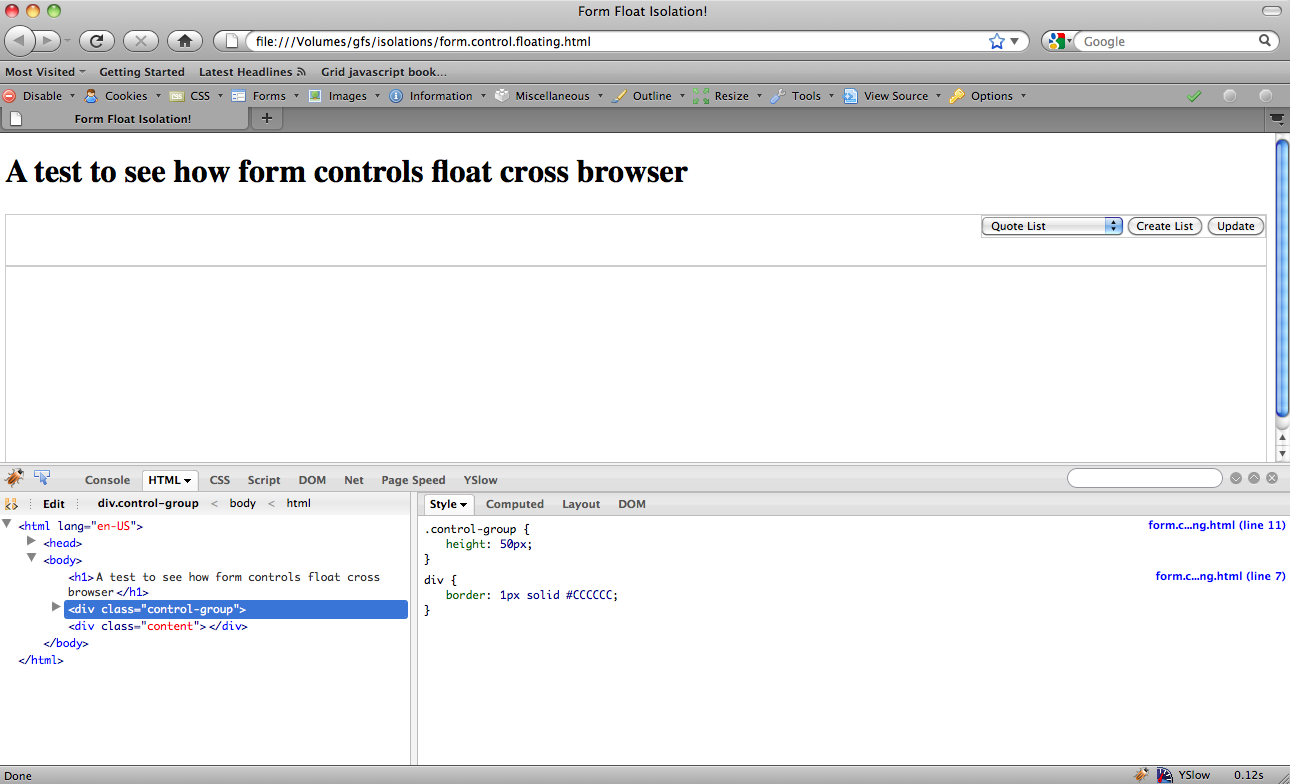 Form Float Isolation!
file:///Volumes/gfs/isolations/form.control.floating.html Google
Most Visited Getting Started Latest Headlines Grid javascript book...
Disable Cookies CSS CSS Forms Images Information Miscellaneous Outline Resize Tools View Source Options
Form Float Isolation! +
A test to see how form controls float cross browser
Quote List Create List Update
Console HTML CSS Script DOM Net Page Speed YSlow
Edit div.control-group < body < html
Style Computed Layout DOM
<html lang="en-US">
<head>
<body>
<h1>A test to see how form controls float cross
browser</h1>
<div class="control-group">
<div class="content"></div>
</body>
</html>
.control-group { form.c...ng.html (line 11)
height: 50px;
}
div { form.c...ng.html (line 7)
border: 1px solid #CCCCCC;
}
Done YSlow 0.12s